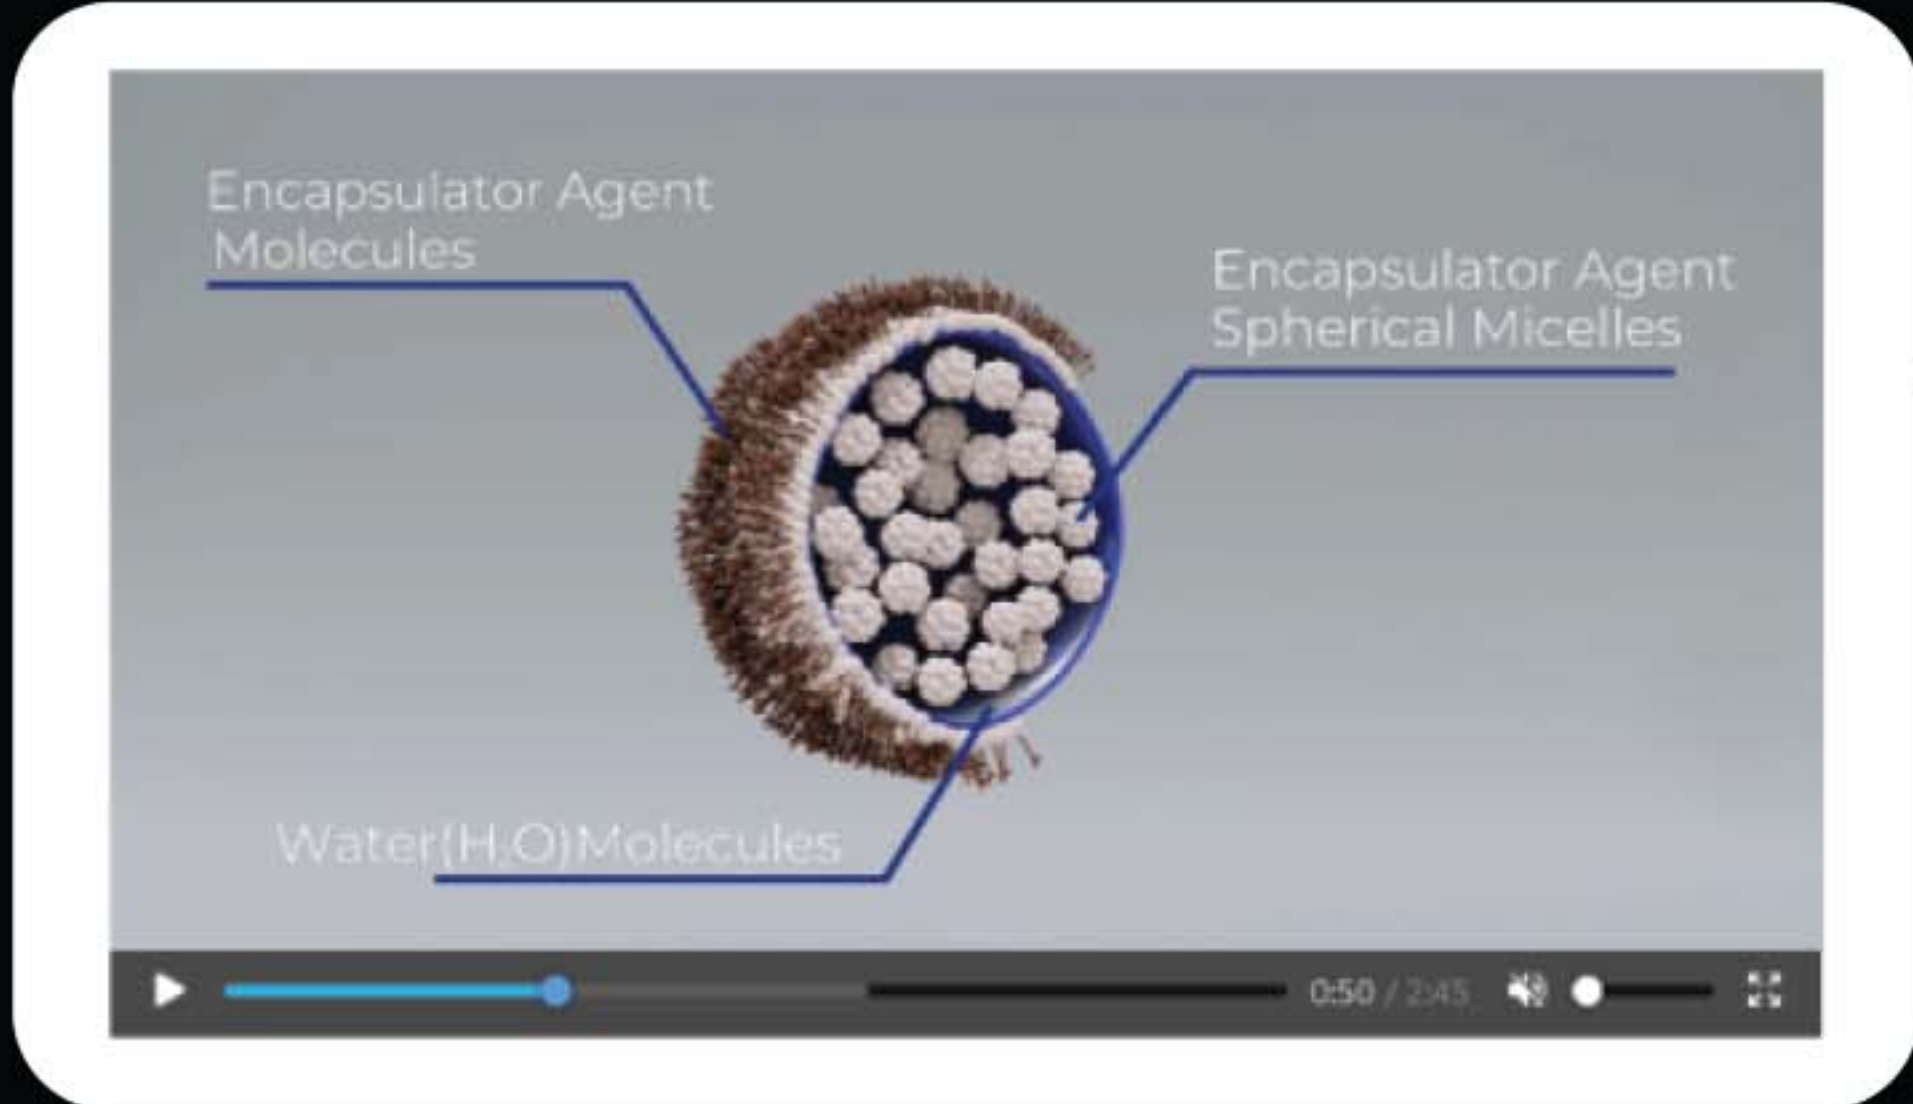 Encapsulator Agent
Molecules
Encapsulator Agent
Spherical Micelles
Water(H₂O)Molecules
0:50 / 2:45